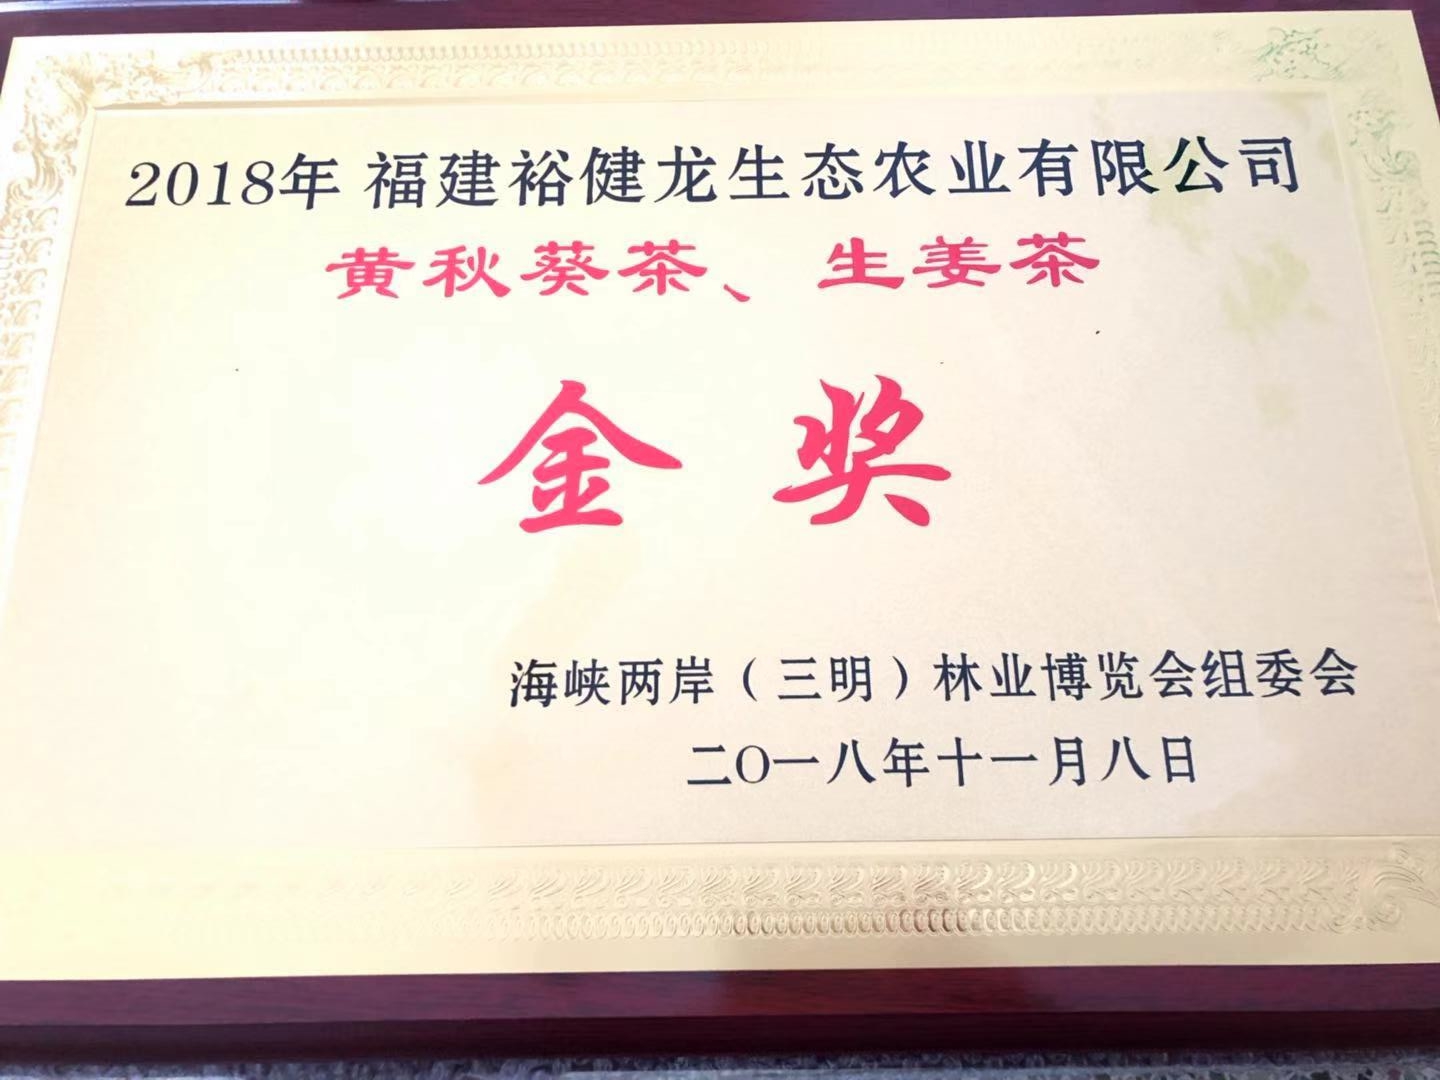 2018年 福建裕健龙生态农业有限公司
黄秋葵茶、生姜茶
金奖
海峡两岸（三明）林业博览会组委会
二〇一八年十一月八日